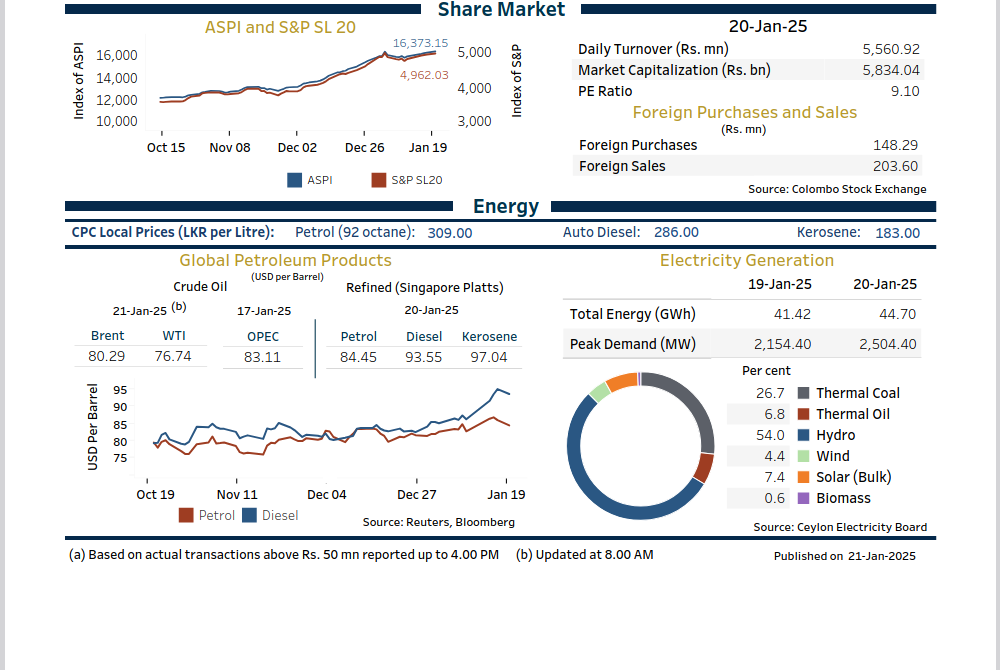 Share Market
ASPI and S&P SL 20
Index of ASPI
16,000
14,000
12,000
10,000
16,373.15
4,962.03
5,000
4,000
3,000
Index of S&P
Oct 15 Nov 08 Dec 02 Dec 26 Jan 19
ASPI S&P SL20
20-Jan-25
Daily Turnover (Rs. mn) 5,560.92
Market Capitalization (Rs. bn) 5,834.04
PE Ratio 9.10
Foreign Purchases and Sales
(Rs. mn)
Foreign Purchases 148.29
Foreign Sales 203.60
Source: Colombo Stock Exchange
Energy
CPC Local Prices (LKR per Litre): Petrol (92 octane): 309.00 Auto Diesel: 286.00 Kerosene: 183.00
Global Petroleum Products
(USD per Barrel)
Crude Oil Refined (Singapore Platts)
21-Jan-25 (b) 17-Jan-25 20-Jan-25
Brent WTI OPEC Petrol Diesel Kerosene
80.29 76.74 83.11 84.45 93.55 97.04
USD Per Barrel
95
90
85
80
75
Oct 19 Nov 11 Dec 04 Dec 27 Jan 19
Petrol Diesel
Source: Reuters, Bloomberg
Electricity Generation
19-Jan-25 20-Jan-25
Total Energy (GWh) 41.42 44.70
Peak Demand (MW) 2,154.40 2,504.40
Per cent
26.7 Thermal Coal
6.8 Thermal Oil
54.0 Hydro
4.4 Wind
7.4 Solar (Bulk)
0.6 Biomass
Source: Ceylon Electricity Board
(a) Based on actual transactions above Rs. 50 mn reported up to 4.00 PM (b) Updated at 8.00 AM Published on 21-Jan-2025